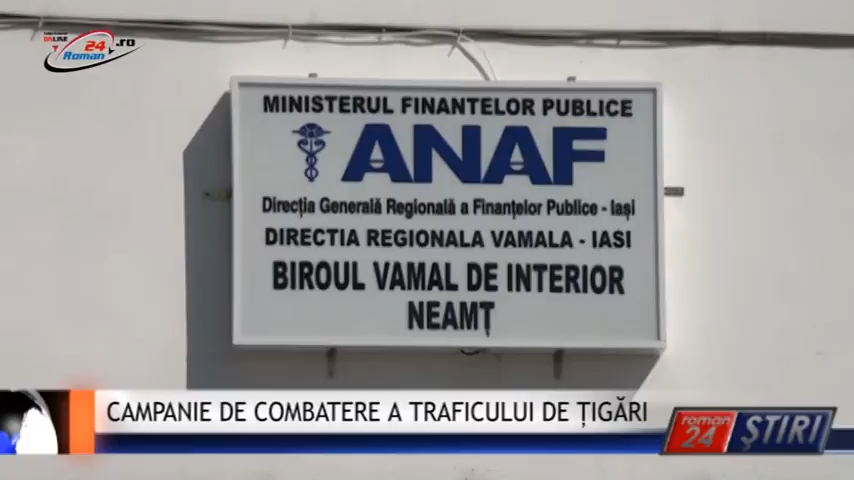 ONLINE
24 .ro
Roman
MINISTERUL FINANTELOR PUBLICE
ANAF
Direcția Generală Regională a Finanțelor Publice - Iași
DIRECTIA REGIONALA VAMALA - IASI
BIROUL VAMAL DE INTERIOR
NEAMȚ
CAMPANIE DE COMBATERE A TRAFICULUI DE ȚIGĂRI
roman
24
ȘTIRI